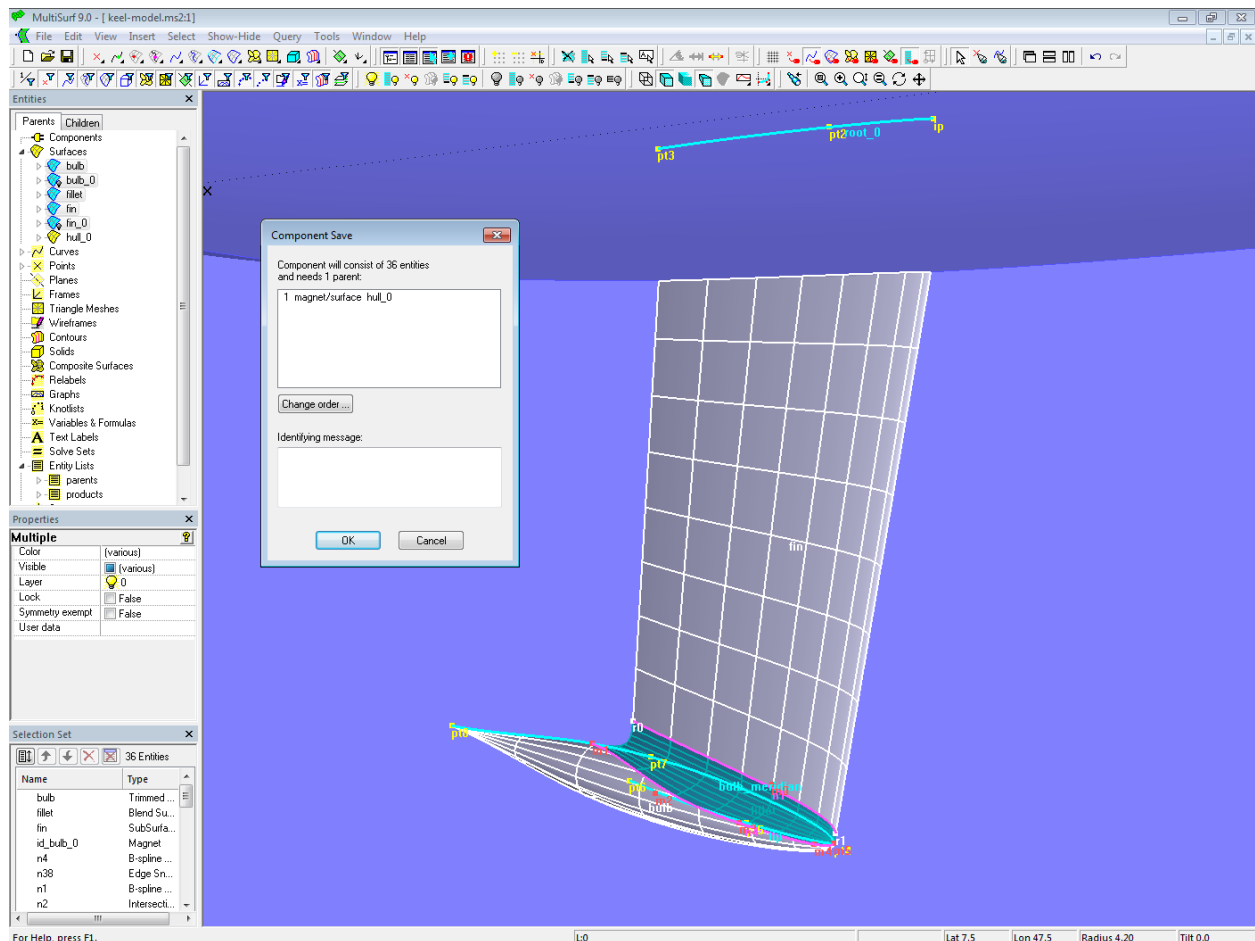 MultiSurf 9.0 - [ keel-model.ms2:1]
File Edit View Insert Select Show-Hide Query Tools Window Help
Entities
Parents Children
Components
Surfaces
bulb
bulb_0
fillet
fin
fin_0
hull_0
Curves
Points
Planes
Frames
Triangle Meshes
Wireframes
Contours
Solids
Composite Surfaces
Relabels
Graphs
Knotlists
Variables & Formulas
Text Labels
Solve Sets
Entity Lists
parents
products
Properties
Multiple
Color (various)
Visible (various)
Layer 0
Lock False
Symmetry exempt False
User data
Selection Set
36 Entities
Name Type
bulb Trimmed ...
fillet Blend Su...
fin SubSurfa...
id_bulb_0 Magnet
n4 B-spline ...
n38 Edge Sn...
n1 B-spline ...
n2 Intersecti...
Component Save
Component will consist of 36 entities
and needs 1 parent:
1 magnet/surface hull_0
Change order ...
Identifying message:
OK Cancel
pt3
pt2
root_0
ip
fin
r0
pt8
pt7
pt6
bulb
r1
For Help, press F1. L:0 Lat 7.5 Lon 47.5 Radius 4.20 Tilt 0.0